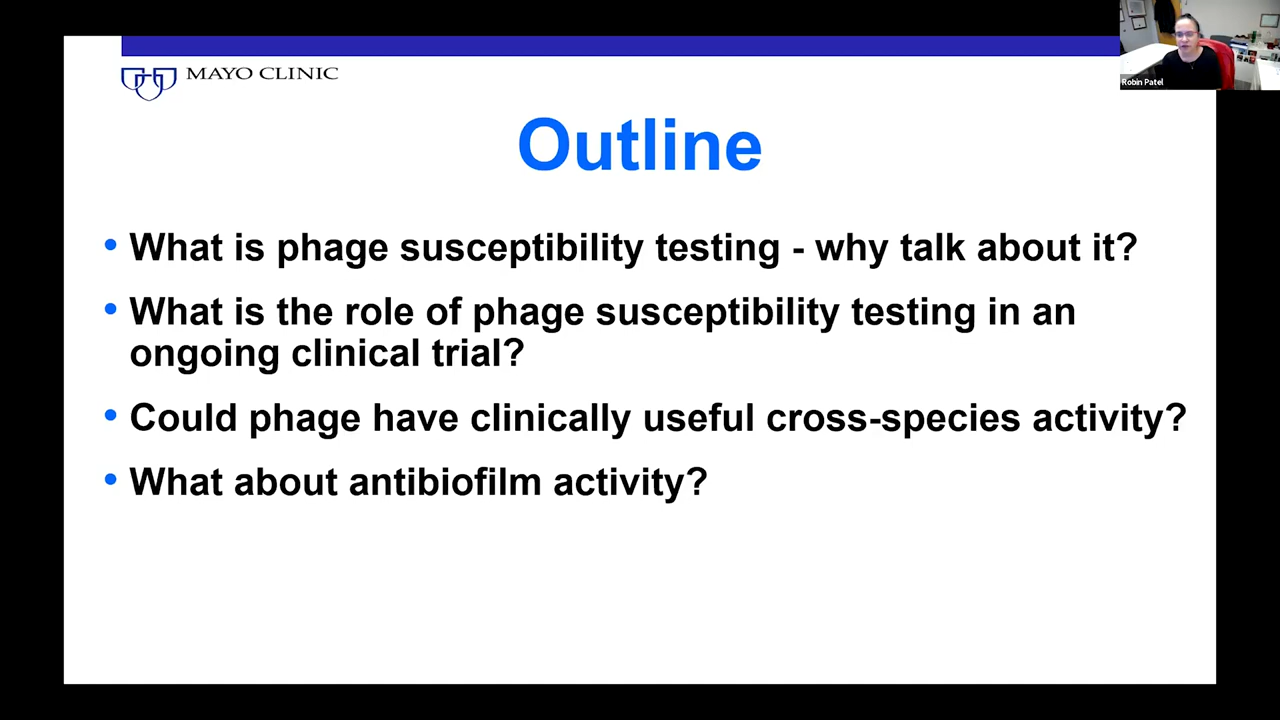 Robin Patel
MAYO CLINIC
Outline
• What is phage susceptibility testing - why talk about it?
• What is the role of phage susceptibility testing in an
ongoing clinical trial?
• Could phage have clinically useful cross-species activity?
• What about antibiofilm activity?